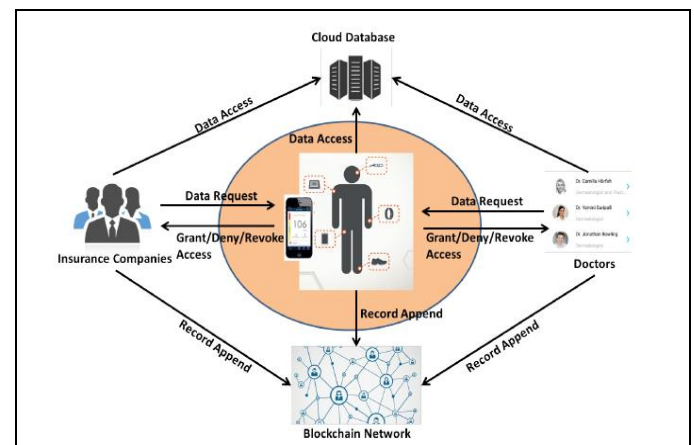 Cloud Database
Data Access
Data Access
Data Access
Data Request
Grant/Deny/Revoke
Access
Insurance Companies
106
Data Request
Grant/Deny/Revoke
Access
Doctors
Record Append
Record Append
Record Append
Blockchain Network